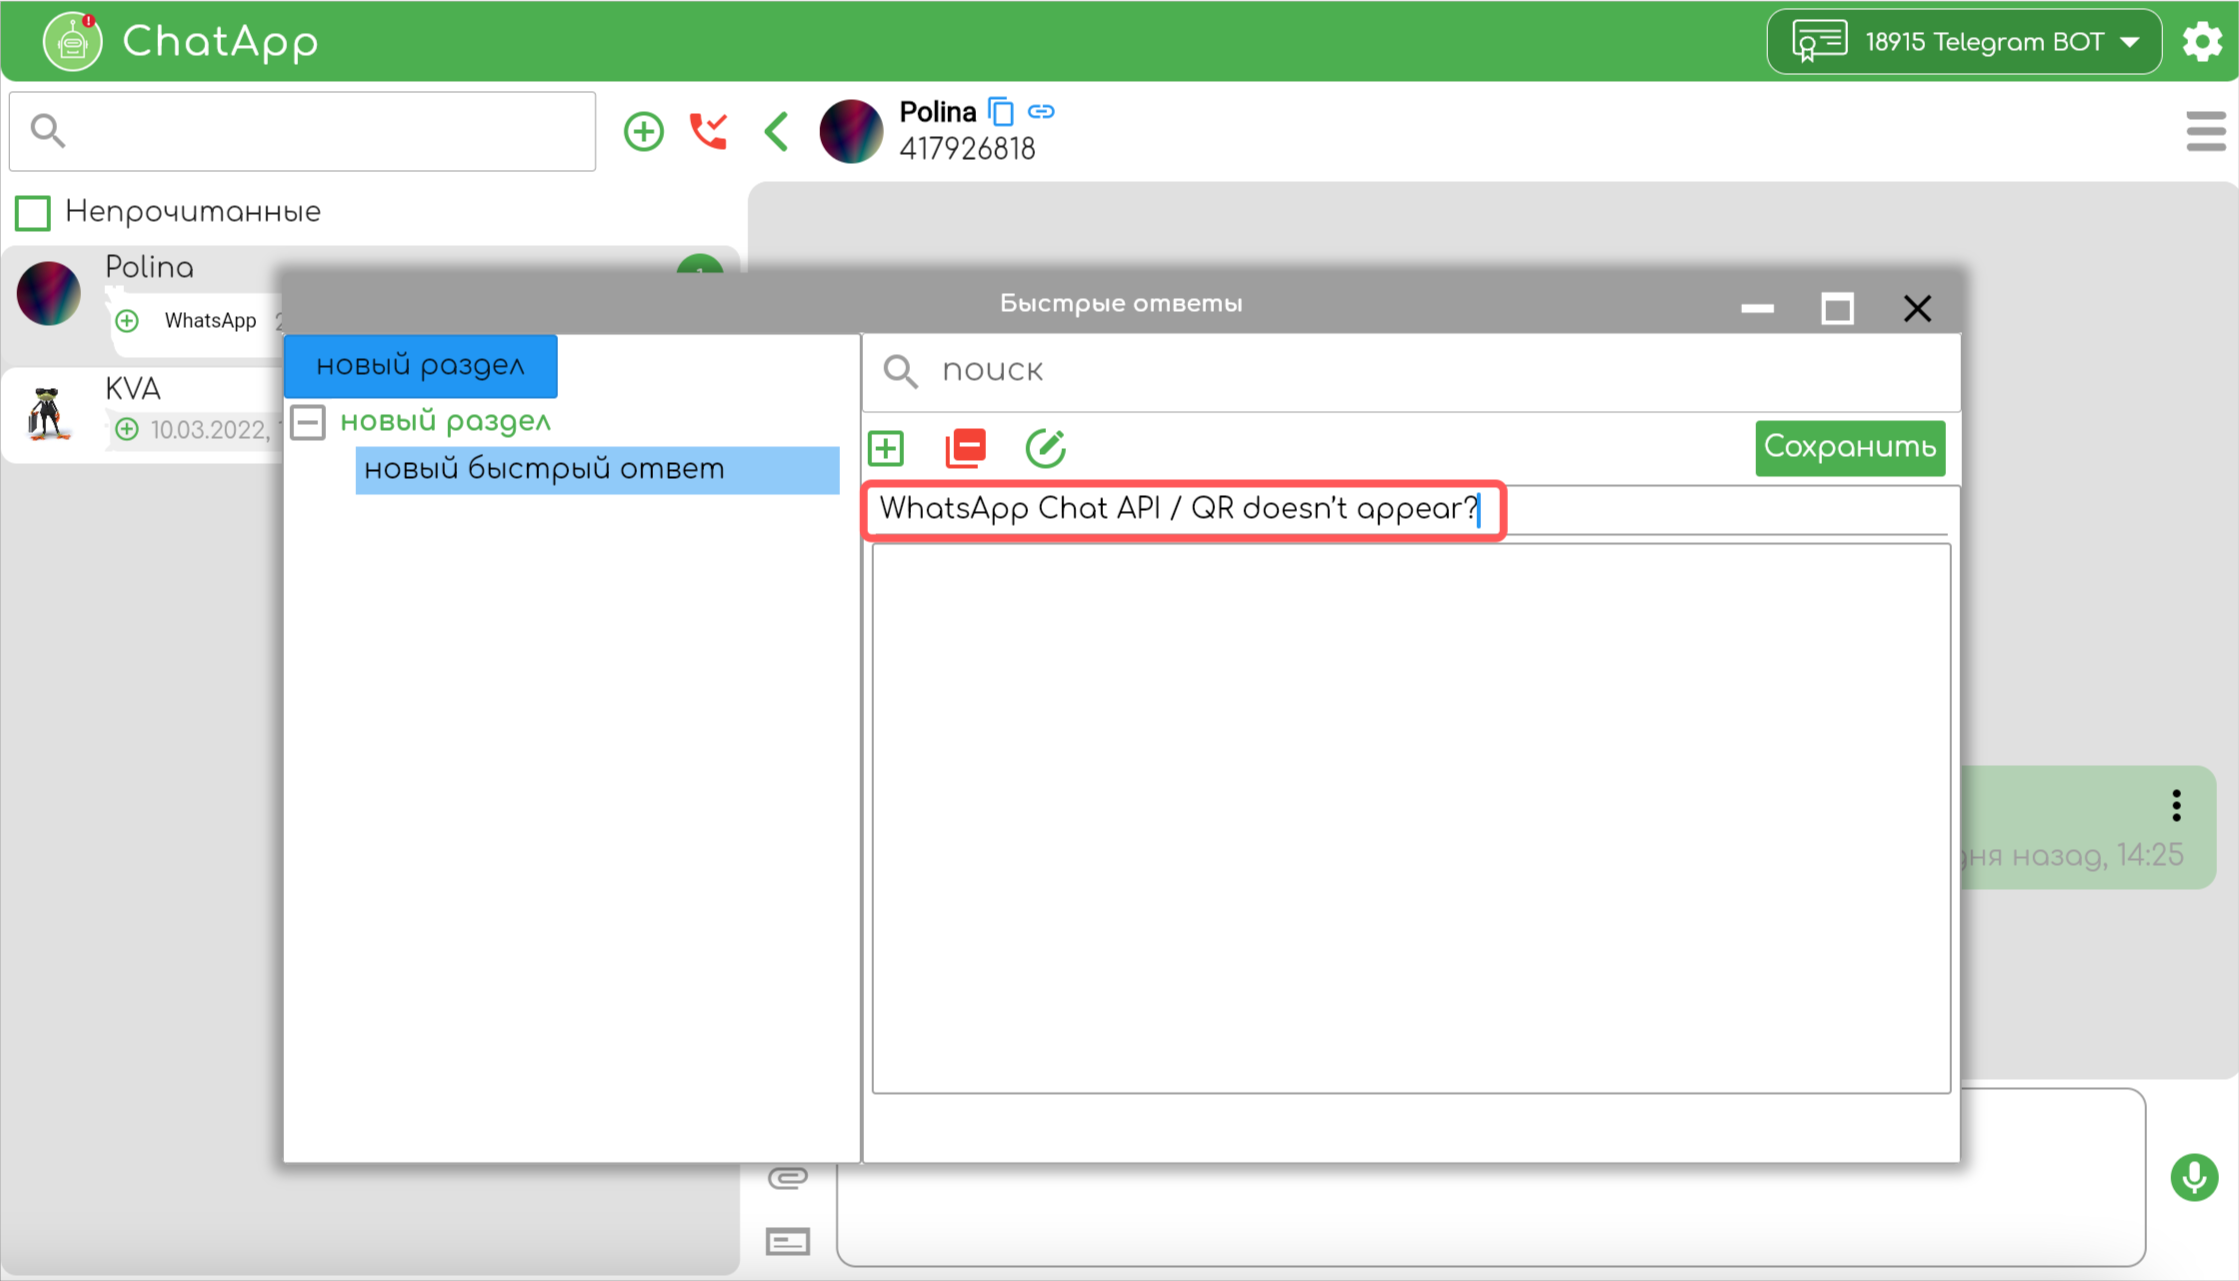 ChatApp
18915 Telegram BOT
Polina
417926818
Непрочитанные
Polina
WhatsApp
KVA
10.03.2022,
Быстрые ответы
новый раздел
новый раздел
новый быстрый ответ
поиск
Сохранить
WhatsApp Chat API / QR doesn't appear?
назад, 14:25